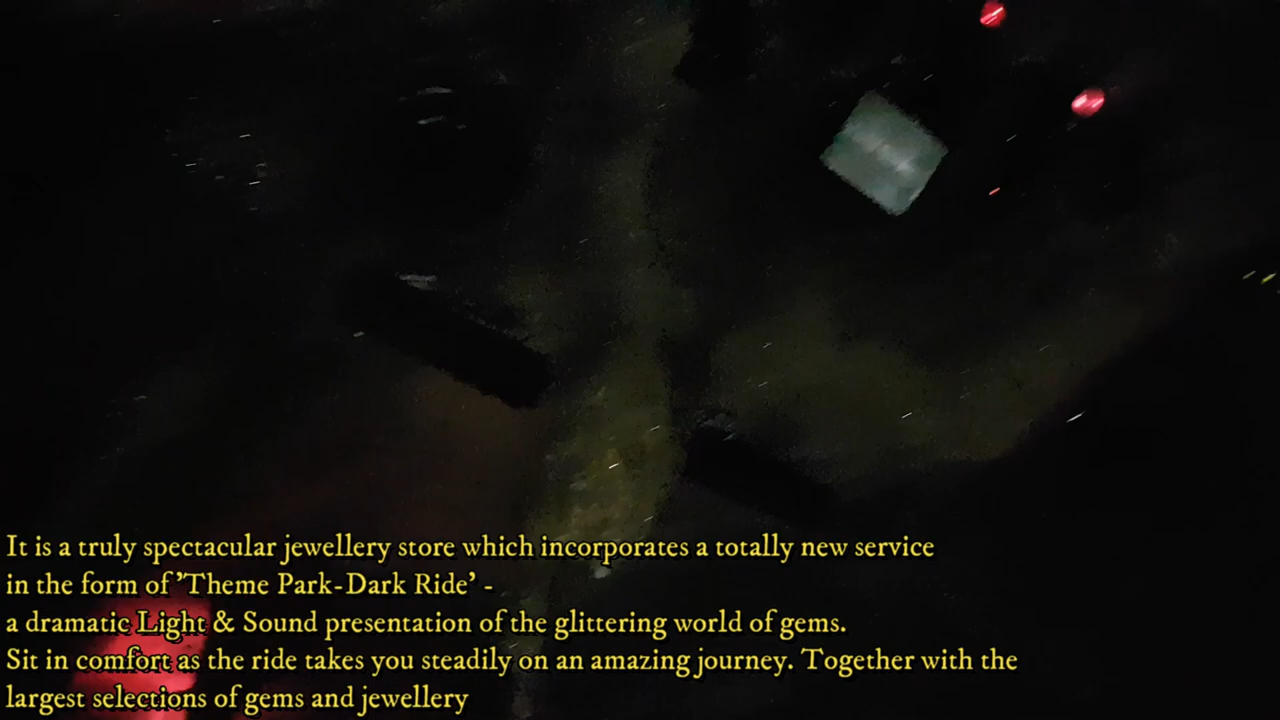 It is a truly spectacular jewellery store which incorporates a totally new service
in the form of 'Theme Park-Dark Ride' -
a dramatic Light & Sound presentation of the glittering world of gems.
Sit in comfort as the ride takes you steadily on an amazing journey. Together with the
largest selections of gems and jewellery